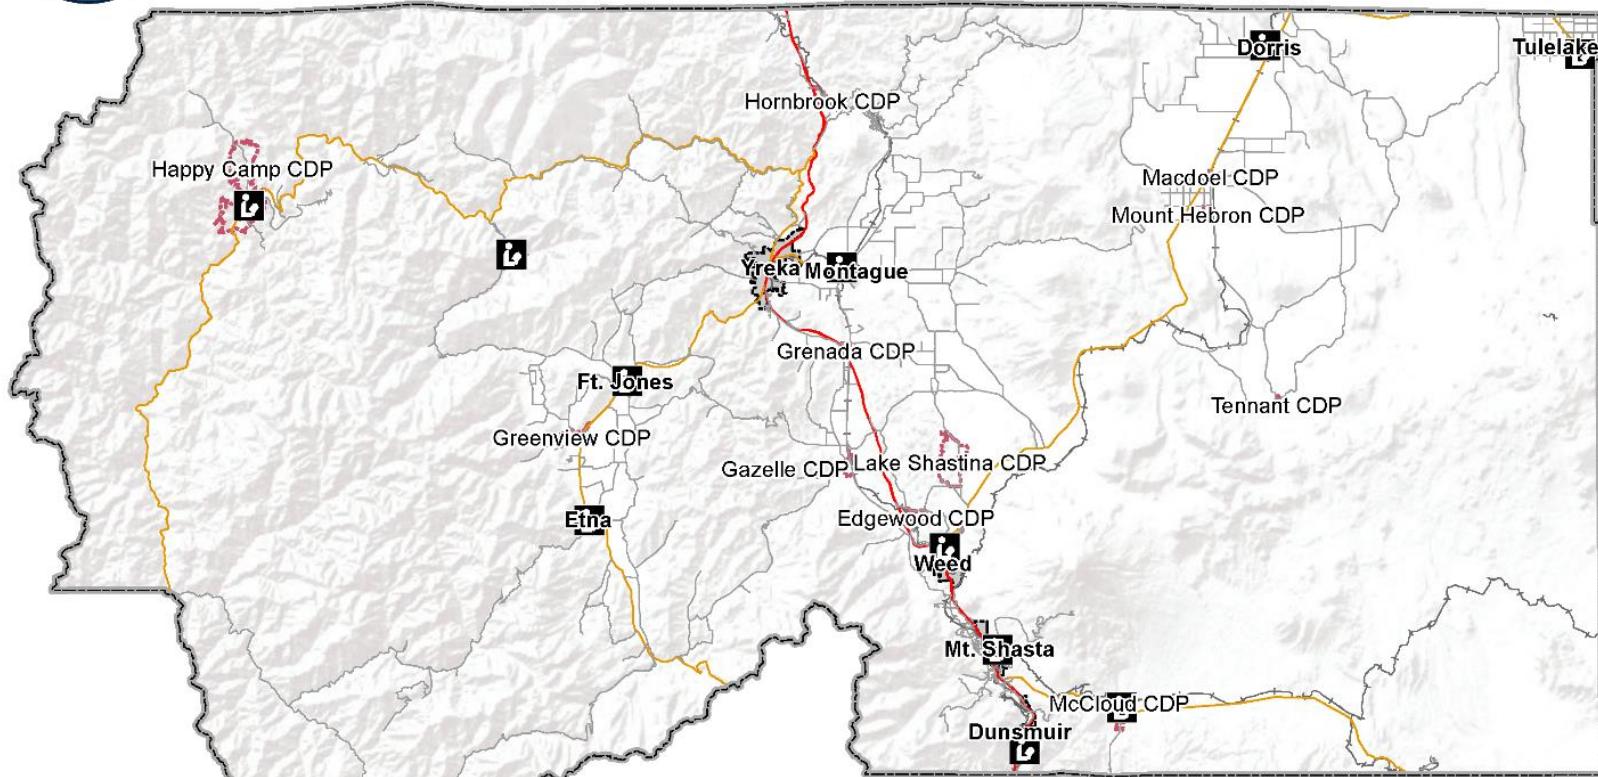 Dorris
Tulelake
Hornbrook CDP
Happy Camp CDP
Macdoel CDP
Mount Hebron CDP
Yreka
Montague
Grenada CDP
Ft. Jones
Tennant CDP
Greenview CDP
Gazelle CDP
Lake Shastina CDP
Etna
Edgewood CDP
Weed
Mt. Shasta
McCloud CDP
Dunsmuir